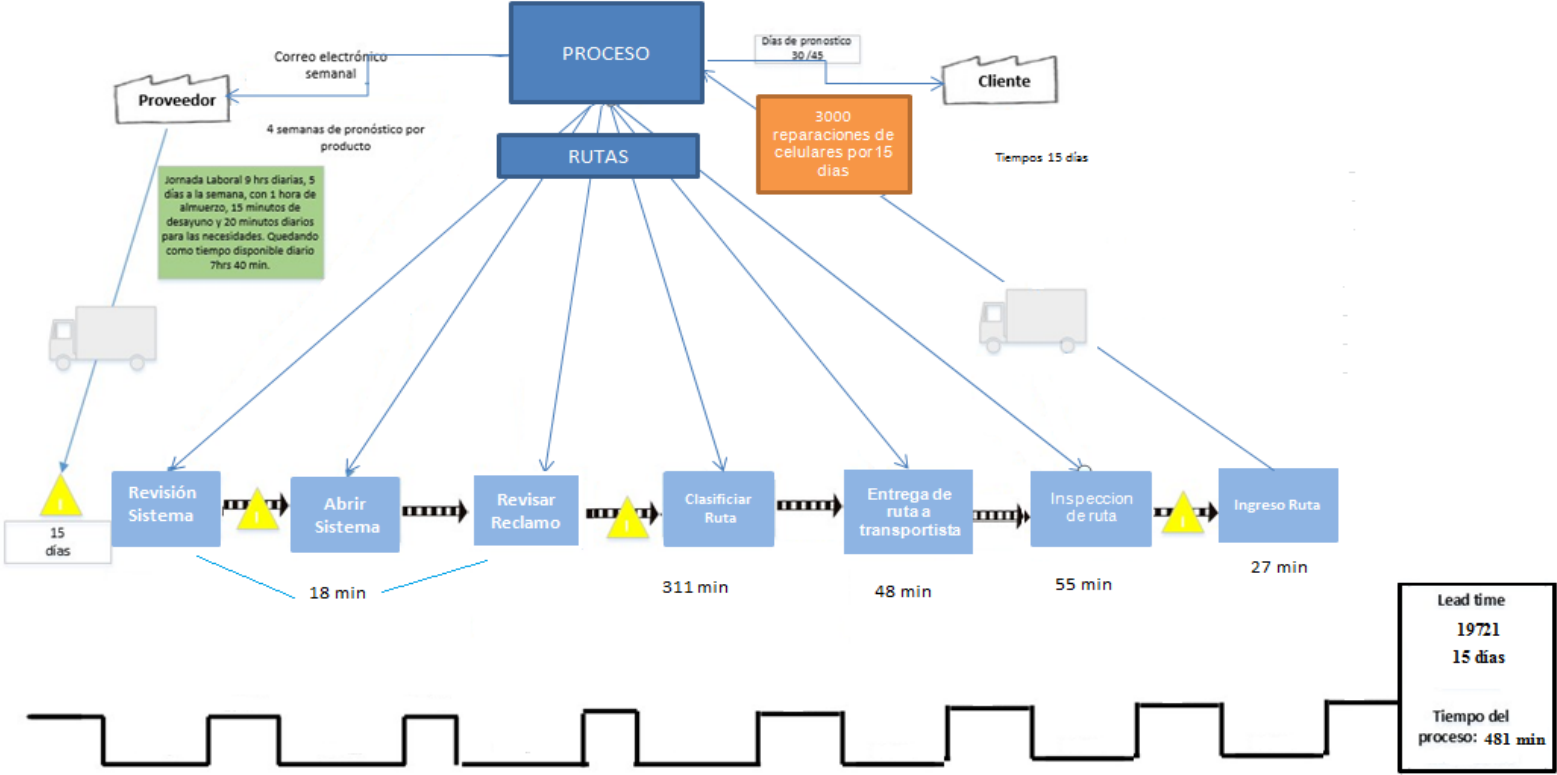 PROCESO
Correo electrónico
semanal
Días de pronostico
30 /45
Proveedor
Cliente
4 semanas de pronóstico por
producto
RUTAS
3000
reparaciones de
celulares por 15
dias
Tiempos 15 días
Jornada Laboral 9 hrs diarias, 5
días a la semana, con 1 hora de
almuerzo, 15 minutos de
desayuno y 20 minutos diarios
para las necesidades. Quedando
como tiempo disponible diario
7hrs 40 min.
15
días
Revisión
Sistema
I
Abrir
Sistema
Revisar
Reclamo
I
Clasificiar
Ruta
Entrega de
ruta a
transportista
Inspeccion
de ruta
I
Ingreso Ruta
I
18 min
311 min
48 min
55 min
27 min
Lead time
19721
15 días
Tiempo del
proceso: 481 min